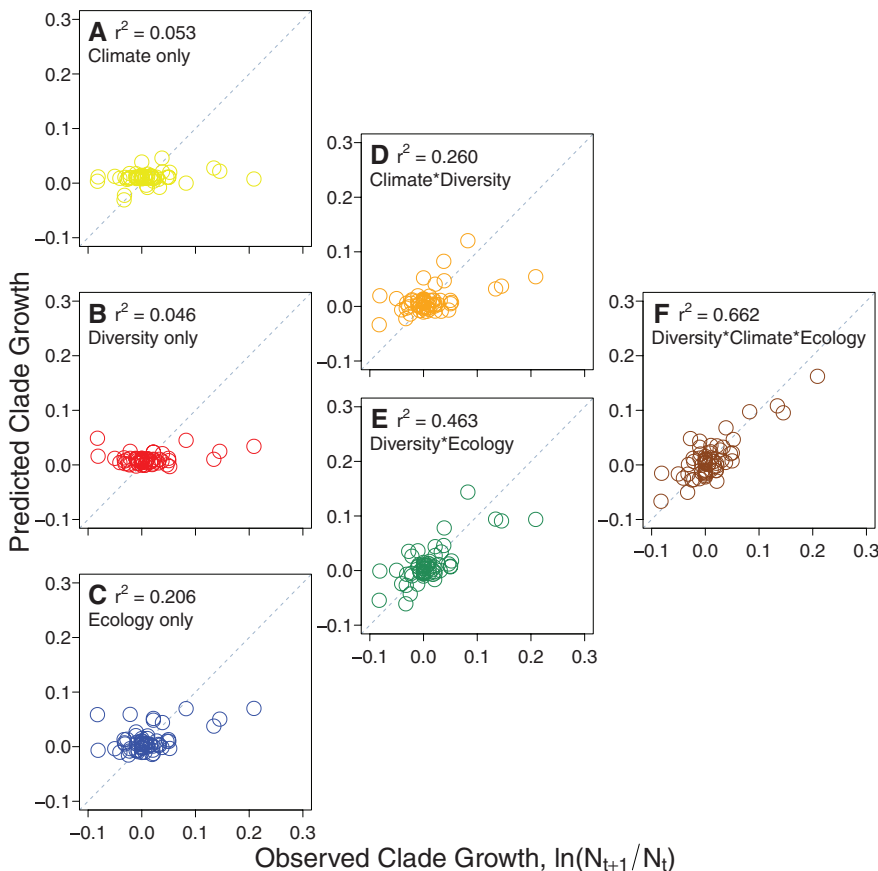 Predicted Clade Growth
A r² = 0.053
Climate only
0.3
0.2
0.1
0.0
−0.1
B r² = 0.046
Diversity only
0.3
0.2
0.1
0.0
−0.1
C r² = 0.206
Ecology only
0.3
0.2
0.1
0.0
−0.1
−0.1 0.0 0.1 0.2 0.3
D r² = 0.260
Climate*Diversity
0.3
0.2
0.1
0.0
−0.1
E r² = 0.463
Diversity*Ecology
0.3
0.2
0.1
0.0
−0.1
−0.1 0.0 0.1 0.2 0.3
F r² = 0.662
Diversity*Climate*Ecology
0.3
0.2
0.1
0.0
−0.1
−0.1 0.0 0.1 0.2 0.3
Observed Clade Growth, ln(Nₜ₊₁/Nₜ)